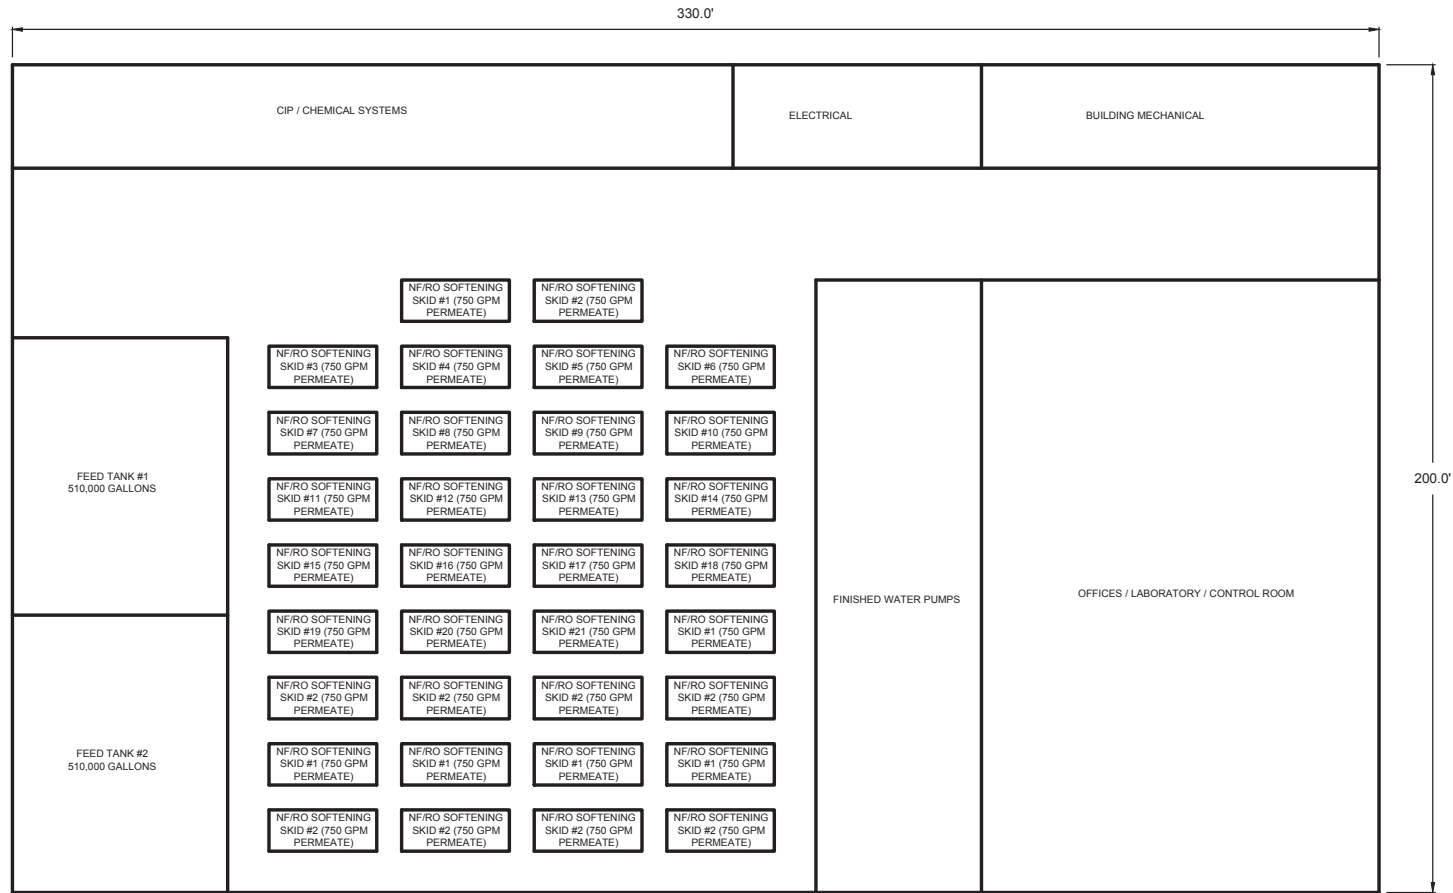 330.0'
CIP / CHEMICAL SYSTEMS
ELECTRICAL
BUILDING MECHANICAL
200.0'
NF/RO SOFTENING
SKID #1 (750 GPM
PERMEATE)
NF/RO SOFTENING
SKID #2 (750 GPM
PERMEATE)
NF/RO SOFTENING
SKID #3 (750 GPM
PERMEATE)
NF/RO SOFTENING
SKID #4 (750 GPM
PERMEATE)
NF/RO SOFTENING
SKID #5 (750 GPM
PERMEATE)
NF/RO SOFTENING
SKID #6 (750 GPM
PERMEATE)
NF/RO SOFTENING
SKID #7 (750 GPM
PERMEATE)
NF/RO SOFTENING
SKID #8 (750 GPM
PERMEATE)
NF/RO SOFTENING
SKID #9 (750 GPM
PERMEATE)
NF/RO SOFTENING
SKID #10 (750 GPM
PERMEATE)
FEED TANK #1
510,000 GALLONS
NF/RO SOFTENING
SKID #11 (750 GPM
PERMEATE)
NF/RO SOFTENING
SKID #12 (750 GPM
PERMEATE)
NF/RO SOFTENING
SKID #13 (750 GPM
PERMEATE)
NF/RO SOFTENING
SKID #14 (750 GPM
PERMEATE)
NF/RO SOFTENING
SKID #15 (750 GPM
PERMEATE)
NF/RO SOFTENING
SKID #16 (750 GPM
PERMEATE)
NF/RO SOFTENING
SKID #17 (750 GPM
PERMEATE)
NF/RO SOFTENING
SKID #18 (750 GPM
PERMEATE)
FINISHED WATER PUMPS
OFFICES / LABORATORY / CONTROL ROOM
NF/RO SOFTENING
SKID #19 (750 GPM
PERMEATE)
NF/RO SOFTENING
SKID #20 (750 GPM
PERMEATE)
NF/RO SOFTENING
SKID #21 (750 GPM
PERMEATE)
NF/RO SOFTENING
SKID #1 (750 GPM
PERMEATE)
NF/RO SOFTENING
SKID #2 (750 GPM
PERMEATE)
NF/RO SOFTENING
SKID #2 (750 GPM
PERMEATE)
NF/RO SOFTENING
SKID #2 (750 GPM
PERMEATE)
NF/RO SOFTENING
SKID #2 (750 GPM
PERMEATE)
FEED TANK #2
510,000 GALLONS
NF/RO SOFTENING
SKID #1 (750 GPM
PERMEATE)
NF/RO SOFTENING
SKID #1 (750 GPM
PERMEATE)
NF/RO SOFTENING
SKID #1 (750 GPM
PERMEATE)
NF/RO SOFTENING
SKID #1 (750 GPM
PERMEATE)
NF/RO SOFTENING
SKID #2 (750 GPM
PERMEATE)
NF/RO SOFTENING
SKID #2 (750 GPM
PERMEATE)
NF/RO SOFTENING
SKID #2 (750 GPM
PERMEATE)
NF/RO SOFTENING
SKID #2 (750 GPM
PERMEATE)